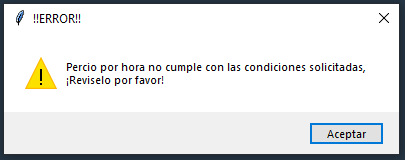 !!ERROR!!
Percio por hora no cumple con las condiciones solicitadas,
¡Reviselo por favor!
Aceptar